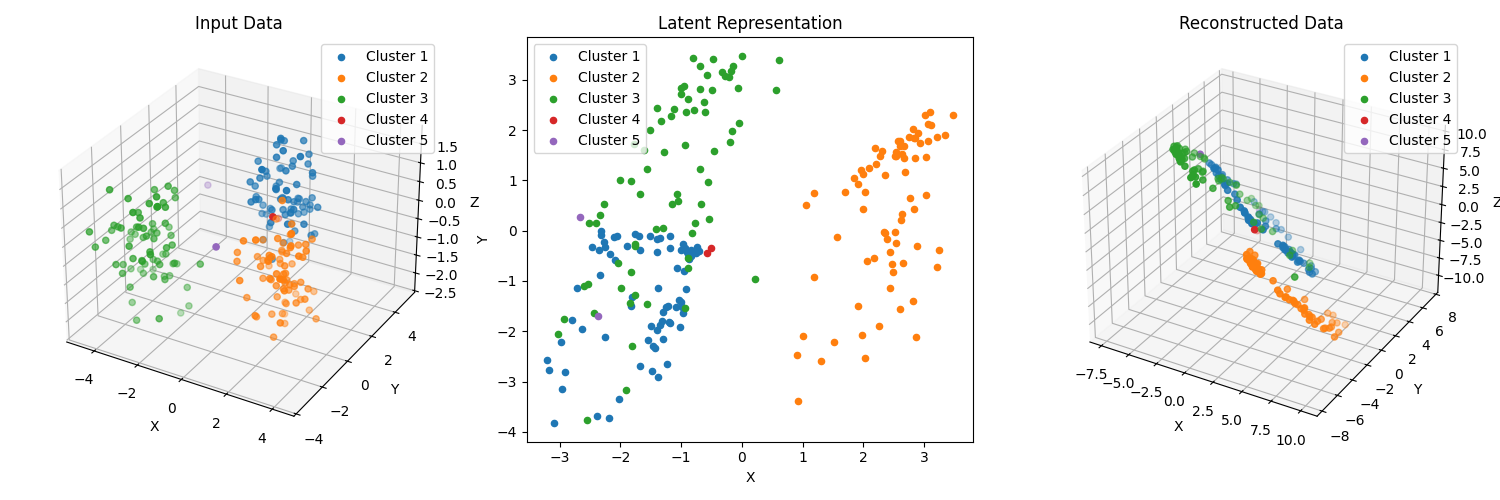 Input Data
Cluster 1
Cluster 2
Cluster 3
Cluster 4
Cluster 5
1.5
1.0
0.5
0.0
−0.5
−1.0
−1.5
−2.0
−2.5
Z
−4
−2
0
2
4
X
−4
−2
0
2
4
Y
Latent Representation
Cluster 1
Cluster 2
Cluster 3
Cluster 4
Cluster 5
3
2
1
0
−1
−2
−3
−4
Y
−3
−2
−1
0
1
2
3
X
Reconstructed Data
Cluster 1
Cluster 2
Cluster 3
Cluster 4
Cluster 5
10.0
7.5
5.0
2.5
0.0
−2.5
−5.0
−7.5
−10.0
Z
−7.5
−5.0
−2.5
0.0
2.5
5.0
7.5
10.0
X
−8
−6
−4
−2
0
2
4
6
8
Y